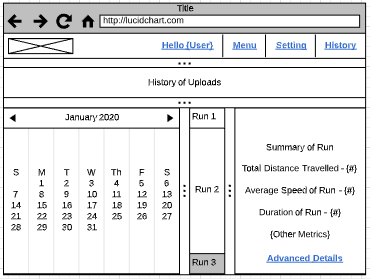 Title
http://lucidchart.com
Hello {User} Menu Setting History
History of Uploads
January 2020
S M T W Th F S
1 2 3 4 5 6
7 8 9 10 11 12 13
14 15 16 17 18 19 20
21 22 23 24 25 26 27
28 29 30 31
Run 1
Run 2
Run 3
Summary of Run
Total Distance Travelled - {#}
Average Speed of Run - {#}
Duration of Run - {#}
{Other Metrics}
Advanced Details